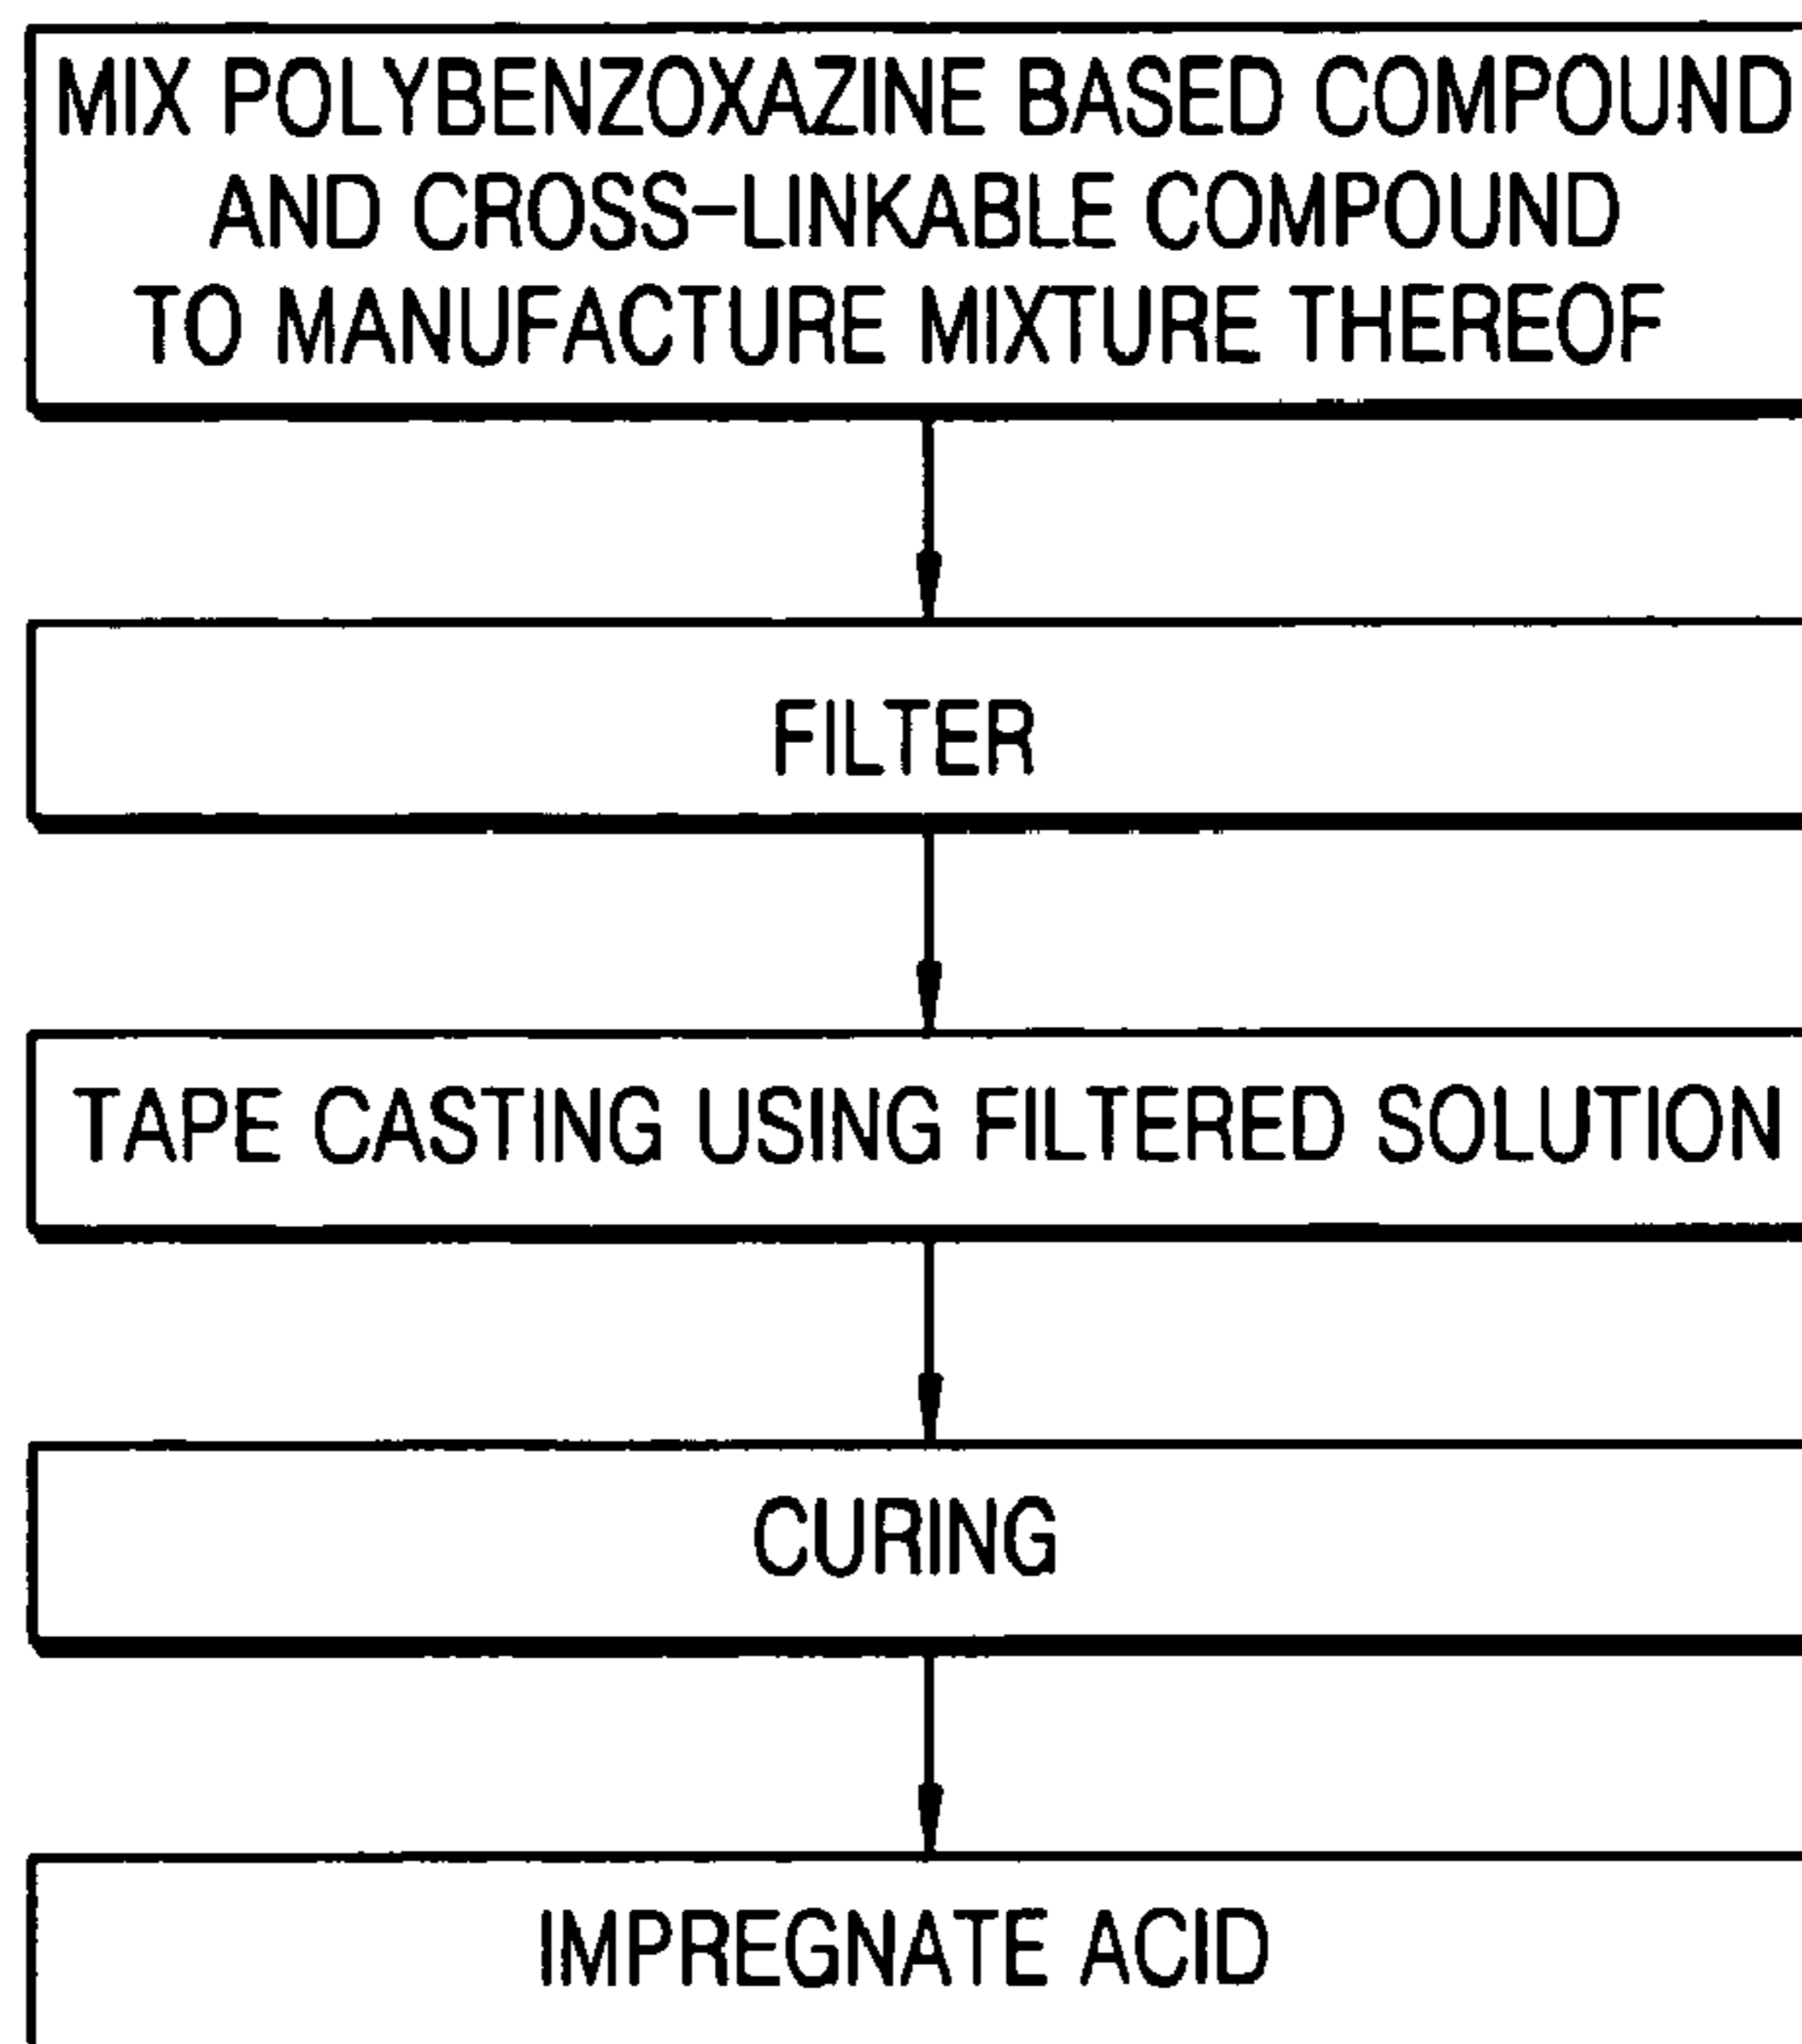 MIX POLYBENZOXAZINE BASED COMPOUND
AND CROSS-LINKABLE COMPOUND
TO MANUFACTURE MIXTURE THEREOF
FILTER
TAPE CASTING USING FILTERED SOLUTION
CURING
IMPREGNATE ACID